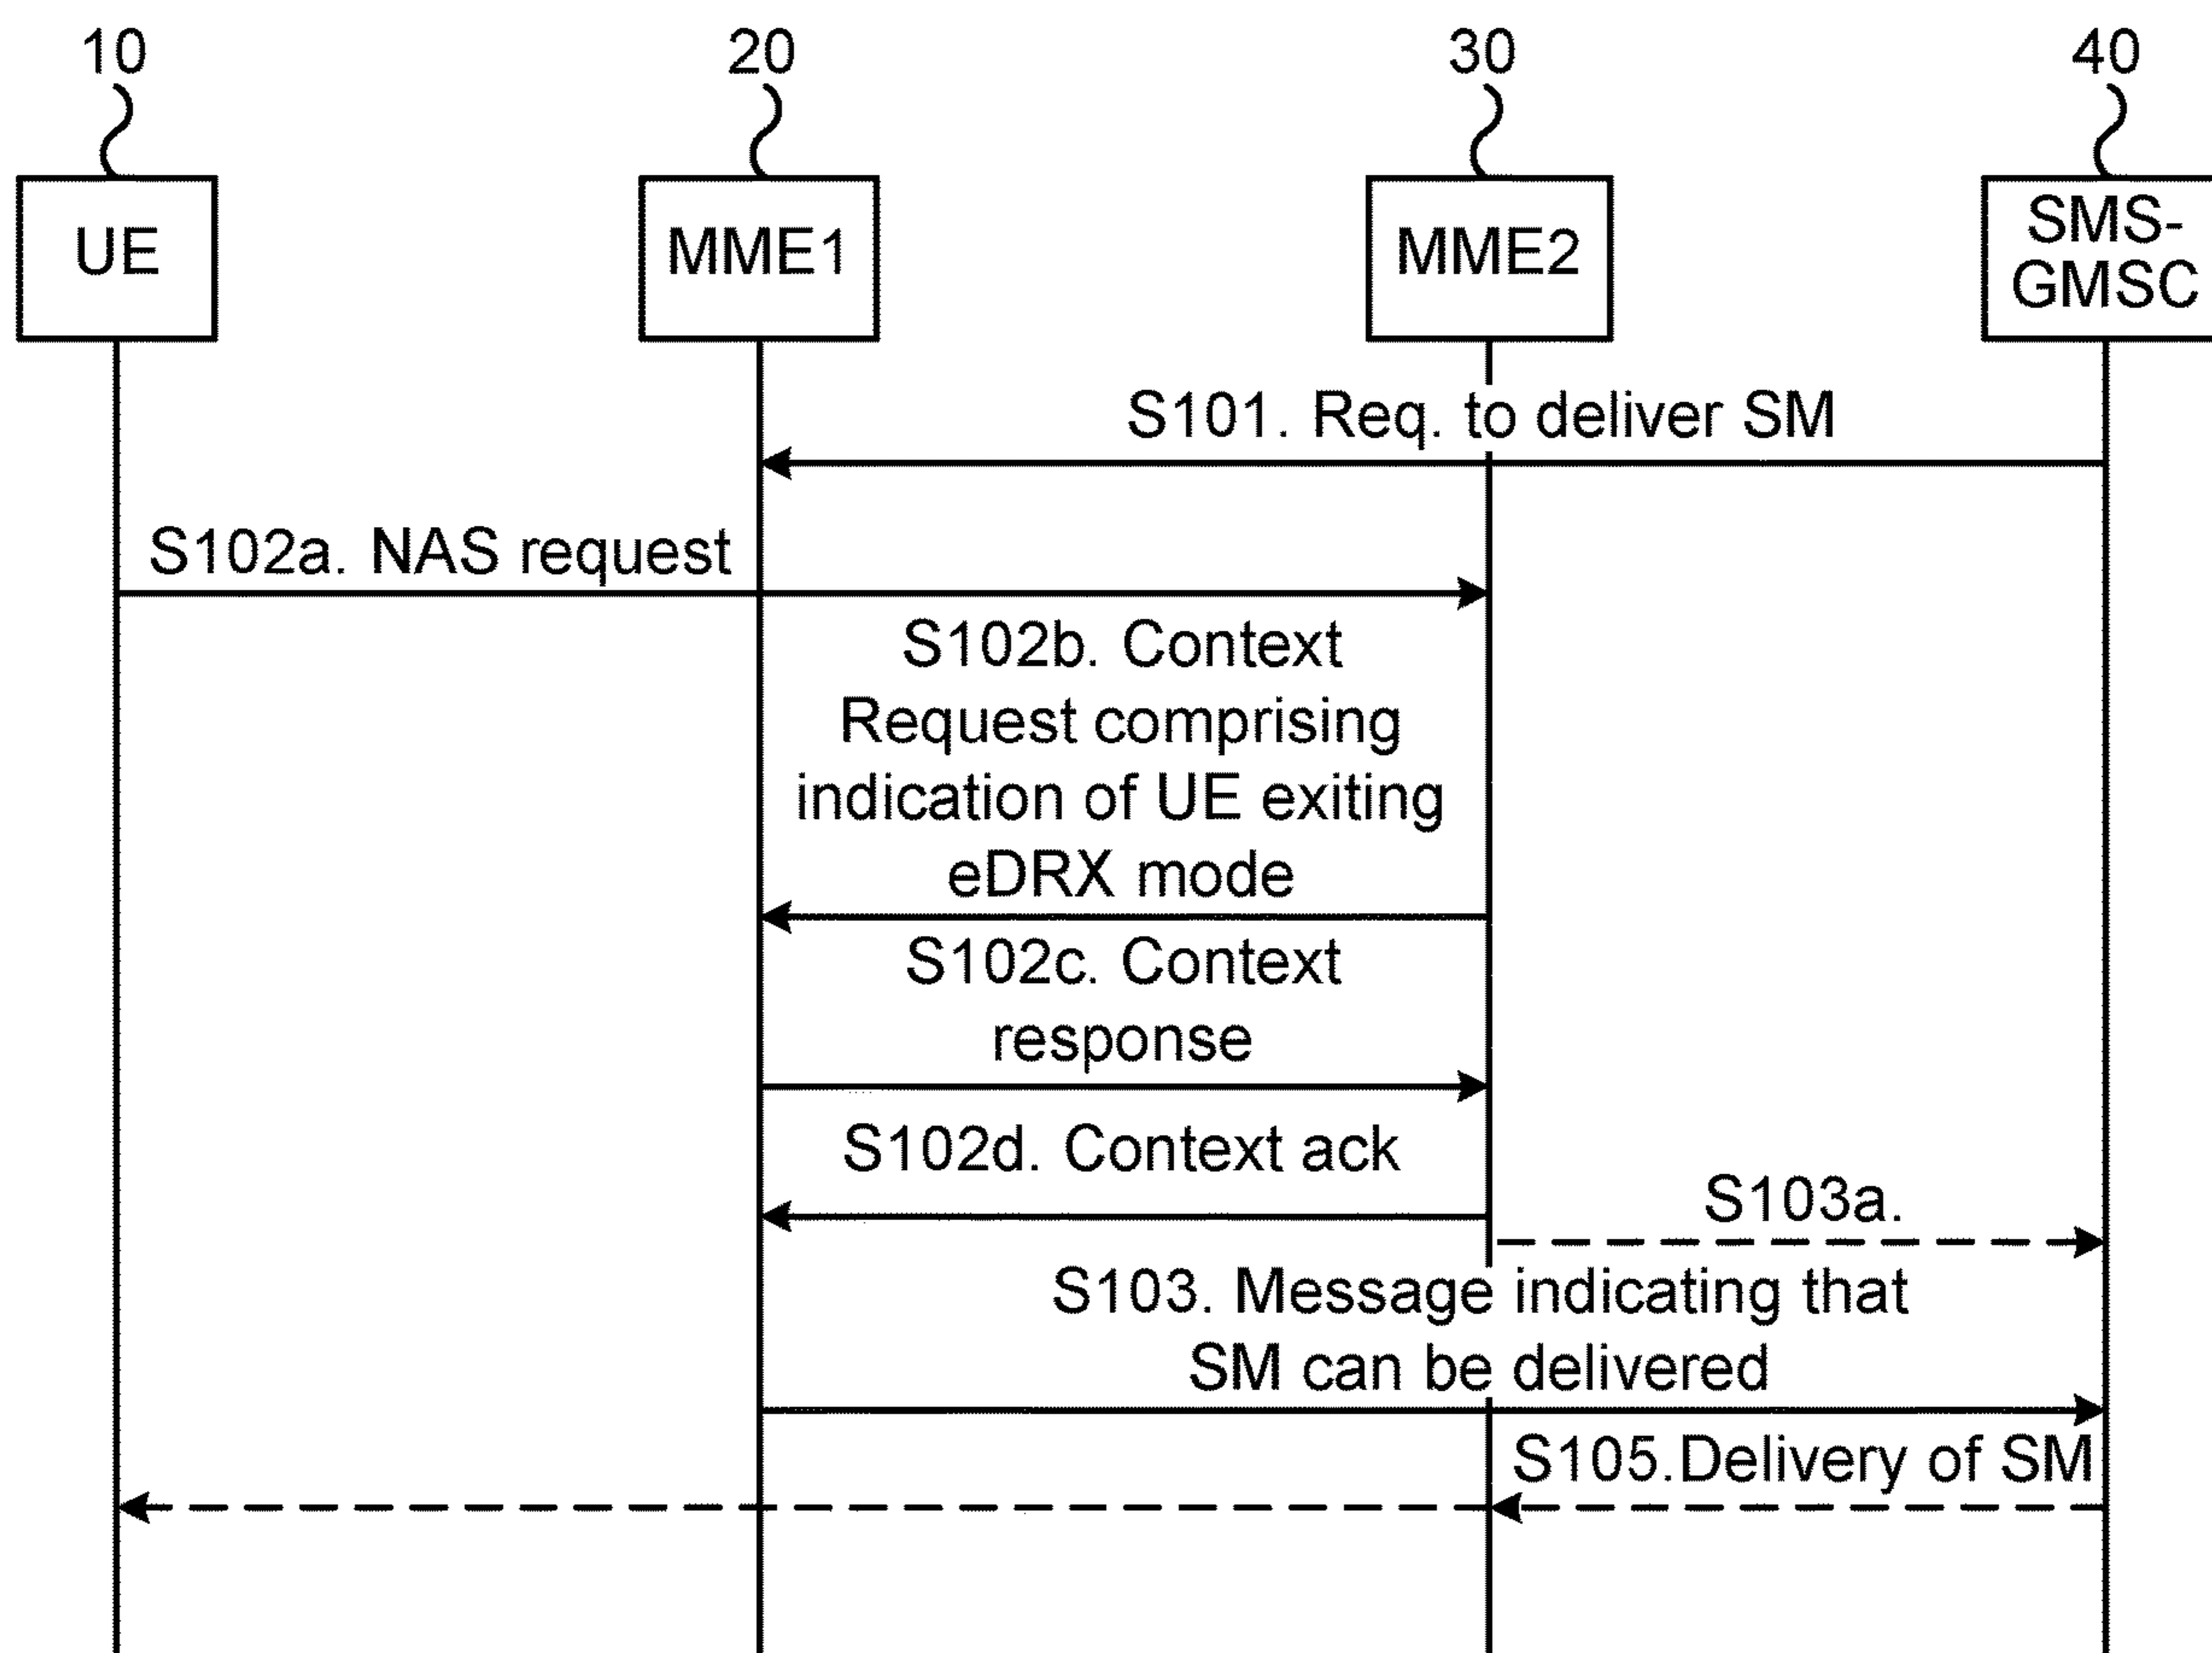 10
20
30
40
UE
MME1
MME2
SMS-
GMSC
S101. Req. to deliver SM
S102a. NAS request
S102b. Context
Request comprising
indication of UE exiting
eDRX mode
S102c. Context
response
S102d. Context ack
S103a.
S103. Message indicating that
SM can be delivered
S105.Delivery of SM